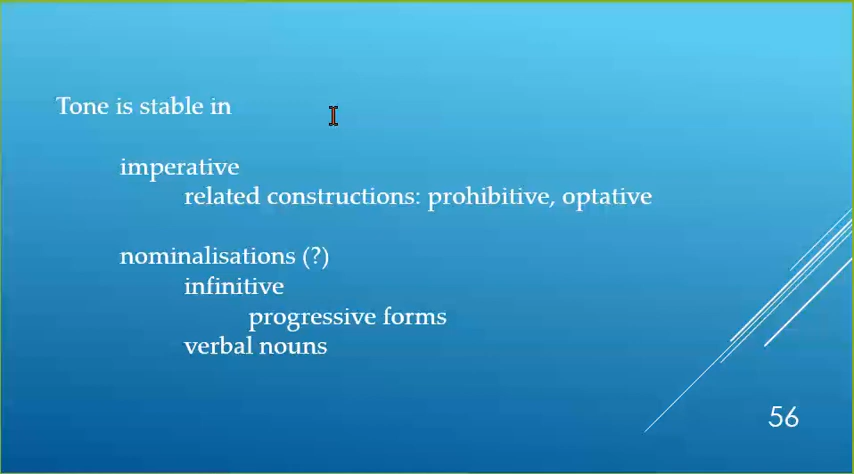 Tone is stable in
imperative
related constructions: prohibitive, optative
nominalisations (?)
infinitive
progressive forms
verbal nouns
56